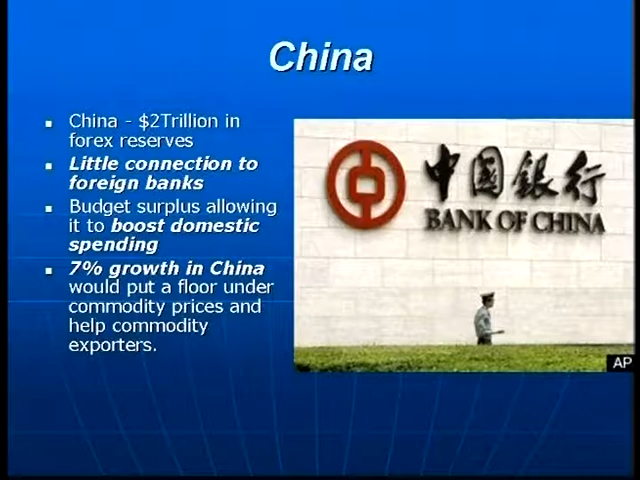 China
China - $2Trillion in
forex reserves
Little connection to
foreign banks
Budget surplus allowing
it to boost domestic
spending
7% growth in China
would put a floor under
commodity prices and
help commodity
exporters.
中国银行
BANK OF CHINA
AP